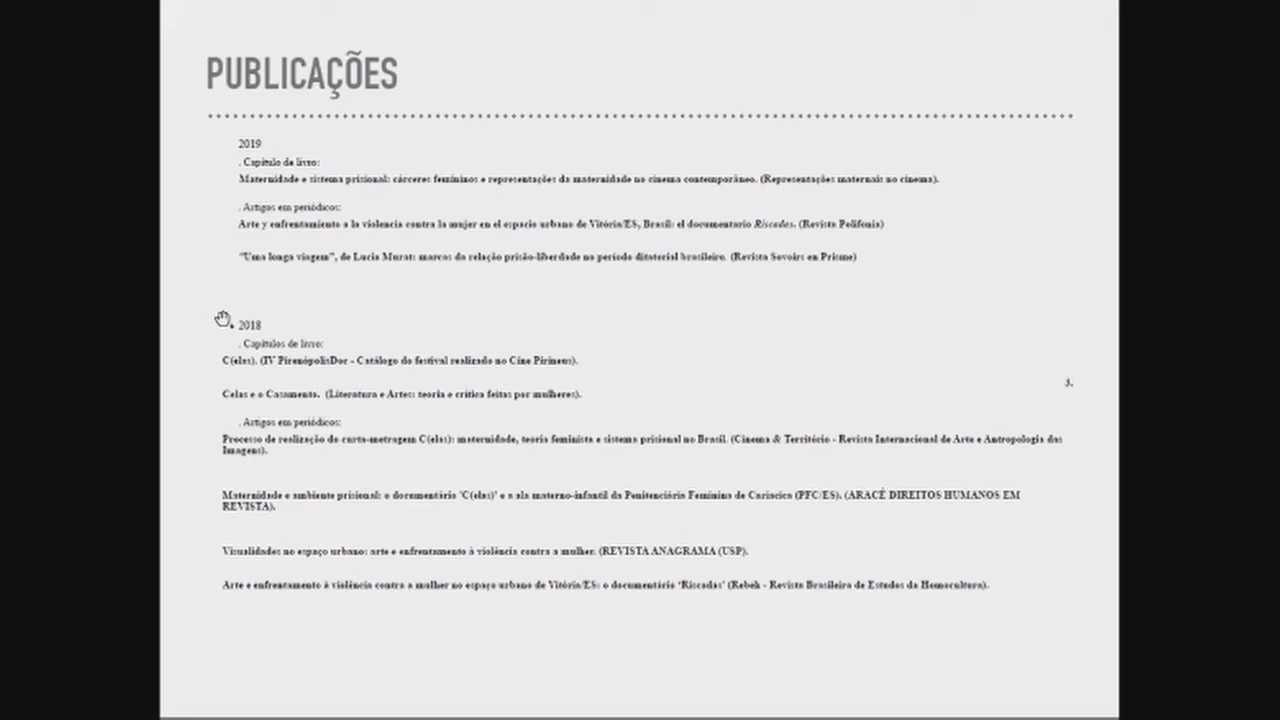 PUBLICAÇÕES
2019
. Capítulo de livro:
Maternidade e sistema prisional: cárceres femininos e representações da maternidade no cinema contemporâneo. (Representações maternais no cinema).
. Artigos em periódicos:
Arte y enfrentamiento a la violencia contra la mujer en el espacio urbano de Vitória/ES, Brasil: el documentario Riscadas. (Revista Polifonia)
"Uma longa viagem", de Lucia Murat: marcas da relação prisão-liberdade no período ditatorial brasileiro. (Revista Savoirs en Prisme)
2018
. Capítulos de livro:
C(elas). (IV PirenópolisDoc - Catálogo do festival realizado no Cine Pirineus).
3.
Celas e o Casamento. (Literatura e Artes: teoria e crítica feitas por mulheres).
. Artigos em periódicos:
Processo de realização do curta-metragem C(elas): maternidade, teoria feminista e sistema prisional no Brasil. (Cinema & Território - Revista Internacional de Arte e Antropologia das
Imagens).
Maternidade e ambiente prisional: o documentário 'C(elas)' e a ala materno-infantil da Penitenciária Feminina de Cariacica (PFC/ES). (ARACÊ DIREITOS HUMANOS EM
REVISTA).
Visualidades no espaço urbano: arte e enfrentamento à violência contra a mulher. (REVISTA ANAGRAMA (USP).
Arte e enfrentamento à violência contra a mulher no espaço urbano de Vitória/ES: o documentário 'Riscadas' (Rebeh - Revista Brasileira de Estudos da Homocultura).